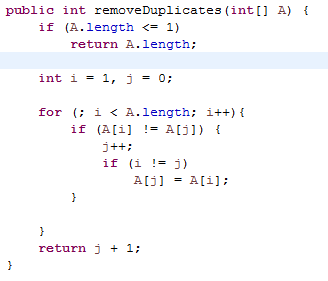 public int removeDuplicates(int[] A) {
    if (A.length <= 1)
        return A.length;

    int i = 1, j = 0;

    for (; i < A.length; i++){
        if (A[i] != A[j]) {
            j++;
            if (i != j)
                A[j] = A[i];
        }

    }
    return j + 1;
}